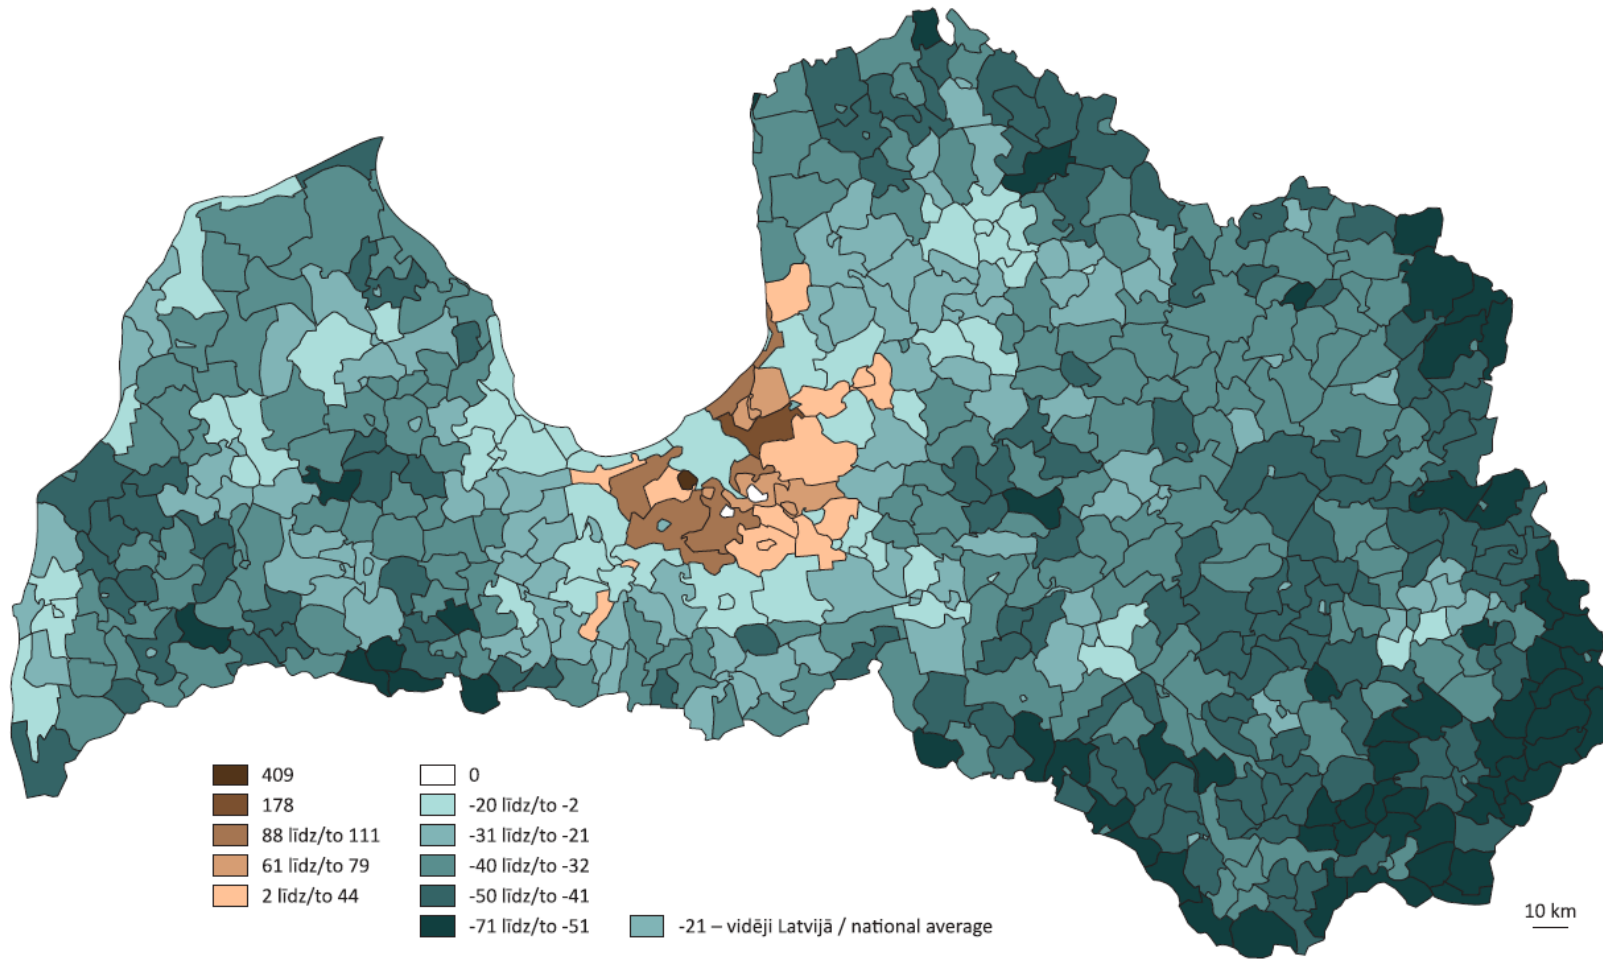 409
178
88 līdz/to 111
61 līdz/to 79
2 līdz/to 44
0
-20 līdz/to -2
-31 līdz/to -21
-40 līdz/to -32
-50 līdz/to -41
-71 līdz/to -51
-21 – vidēji Latvijā / national average
10 km